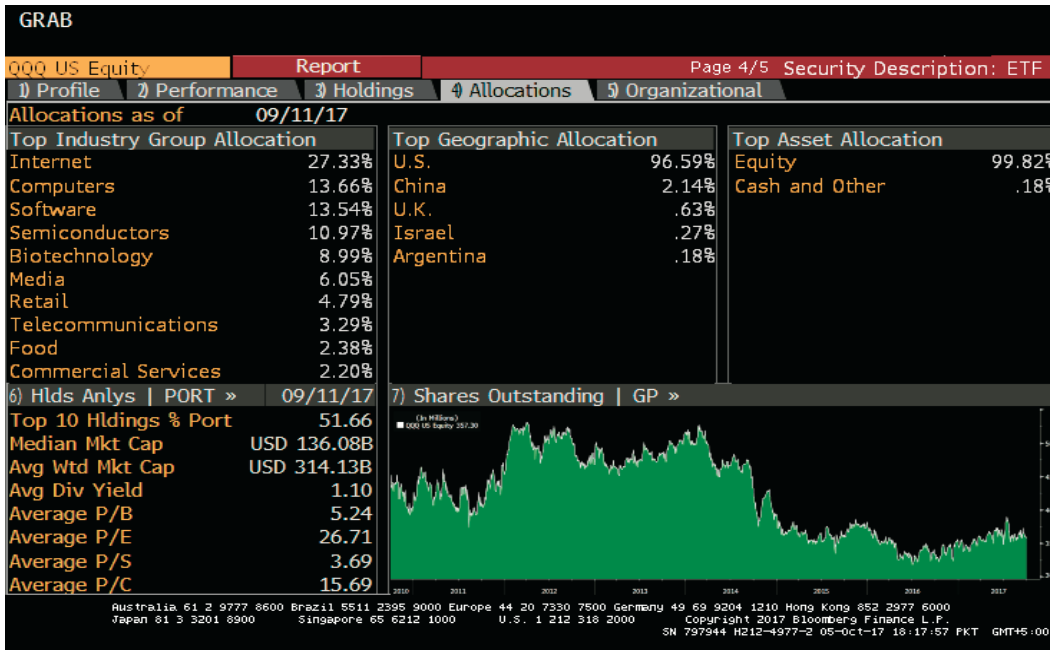 GRAB
QQQ US Equity Report Page 4/5 Security Description: ETF
1) Profile 2) Performance 3) Holdings 4) Allocations 5) Organizational
Allocations as of 09/11/17
Top Industry Group Allocation
Internet 27.33%
Computers 13.66%
Software 13.54%
Semiconductors 10.97%
Biotechnology 8.99%
Media 6.05%
Retail 4.79%
Telecommunications 3.29%
Food 2.38%
Commercial Services 2.20%
Top Geographic Allocation
U.S. 96.59%
China 2.14%
U.K. .63%
Israel .27%
Argentina .18%
Top Asset Allocation
Equity 99.82%
Cash and Other .18%
6) Hlds Anlys | PORT » 09/11/17
Top 10 Hldings % Port 51.66
Median Mkt Cap USD 136.08B
Avg Wtd Mkt Cap USD 314.13B
Avg Div Yield 1.10
Average P/B 5.24
Average P/E 26.71
Average P/S 3.69
Average P/C 15.69
7) Shares Outstanding | GP »
(In Millions)
QQQ US Equity 357.30
2010 2011 2012 2013 2014 2015 2016 2017
Australia 61 2 9777 8600 Brazil 5511 2395 9000 Europe 44 20 7330 7500 Germany 49 69 9204 1210 Hong Kong 852 2977 6000
Japan 81 3 3201 8900 Singapore 65 6212 1000 U.S. 1 212 318 2000 Copyright 2017 Bloomberg Finance L.P.
SN 797944 H212-4977-2 05-Oct-17 18:17:57 PKT GMT+5:00